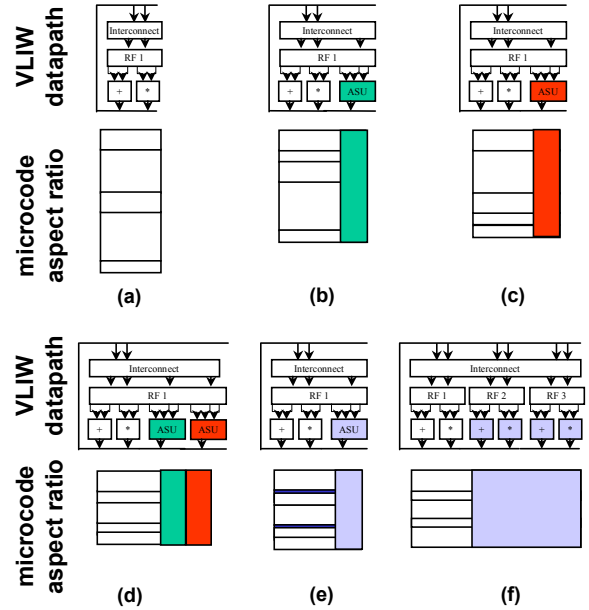 VLIW datapath
Interconnect
RF 1
+ *
Interconnect
RF 1
+ * ASU
Interconnect
RF 1
+ * ASU
microcode aspect ratio
(a) (b) (c)
VLIW datapath
Interconnect
RF 1
+ * ASU ASU
Interconnect
RF 1
+ * ASU
Interconnect
RF 1 RF 2 RF 3
+ * + * + *
microcode aspect ratio
(d) (e) (f)